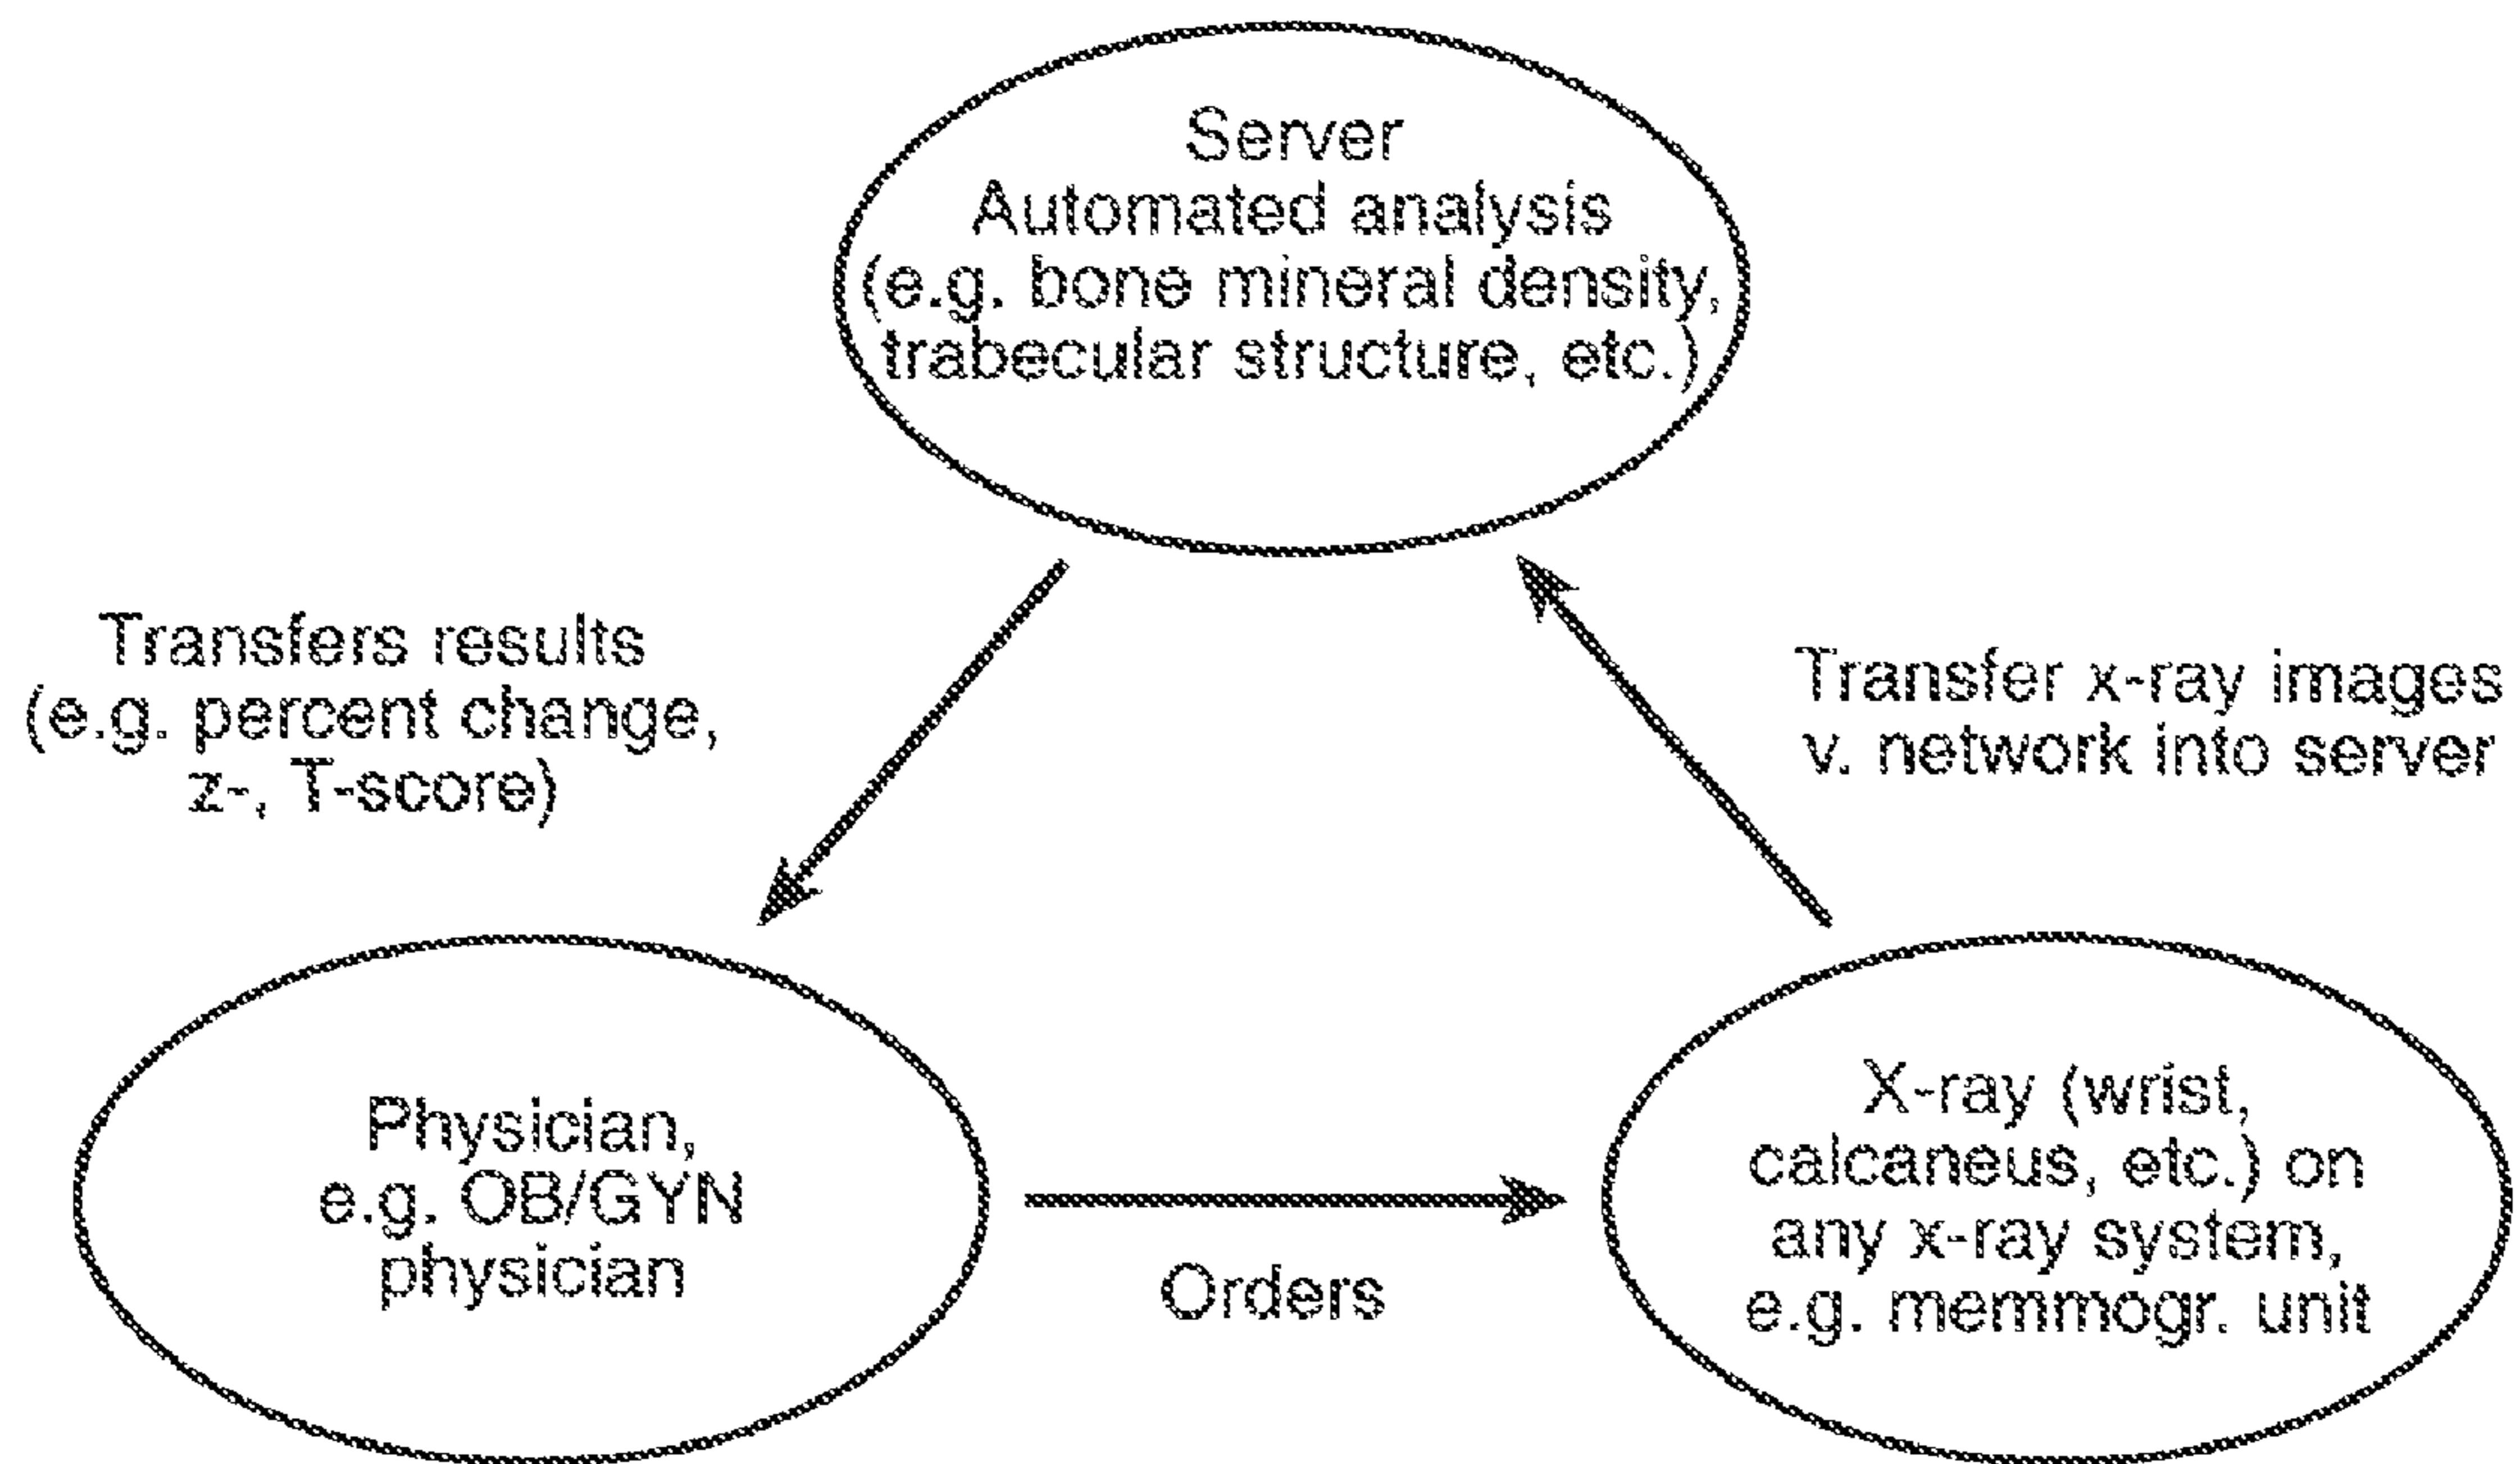 Server
Automated analysis
(e.g. bone mineral density,
trabecular structure, etc.)
Transfers results
(e.g. percent change,
z-, T-score)
Transfer x-ray images
v. network into server
Physician,
e.g. OB/GYN
physician
Orders
X-ray (wrist,
calcaneus, etc.) on
any x-ray system,
e.g. memmogr. unit